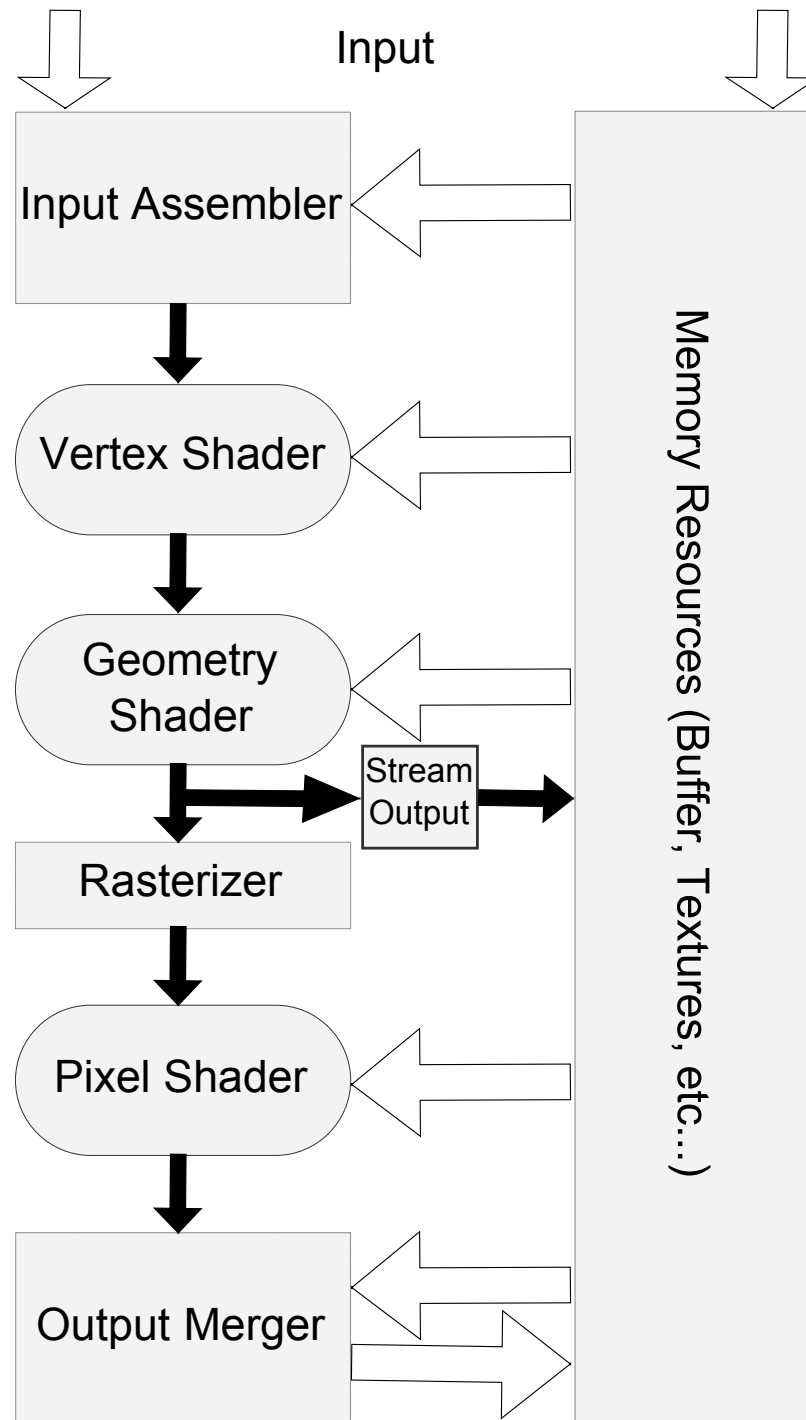 Input
Input Assembler
Vertex Shader
Geometry
Shader
Stream
Output
Rasterizer
Pixel Shader
Output Merger
Memory Resources (Buffer, Textures, etc...)